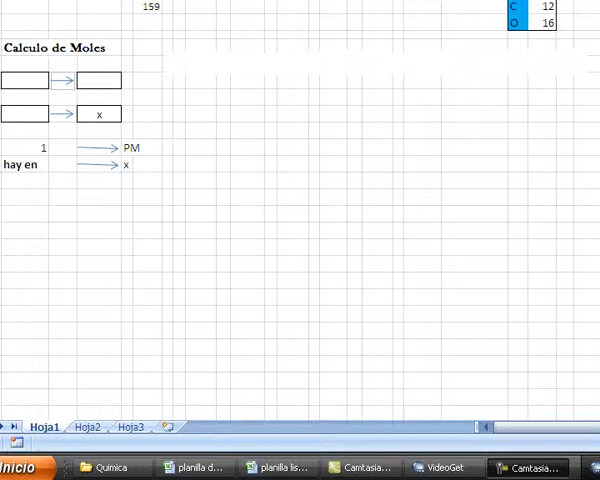 159
C 12
O 16
Calculo de Moles
x
1 PM
hay en x
Hoja1 Hoja2 Hoja3
Inicio Quimica planilla d... planilla lis... Camtasia... VideoGet Camtasia...